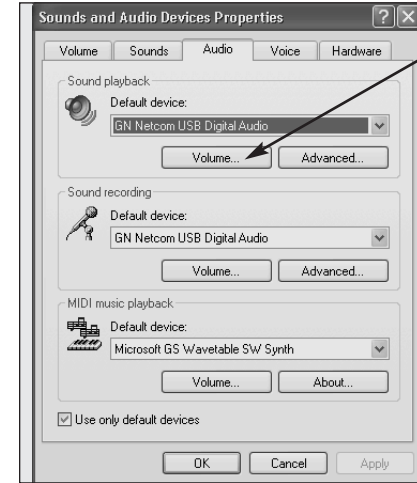 Sounds and Audio Devices Properties
Volume Sounds Audio Voice Hardware
Sound playback
Default device:
GN Netcom USB Digital Audio
Volume... Advanced...
Sound recording
Default device:
GN Netcom USB Digital Audio
Volume... Advanced...
MIDI music playback
Default device:
Microsoft GS Wavetable SW Synth
Volume... About...
Use only default devices
OK Cancel Apply